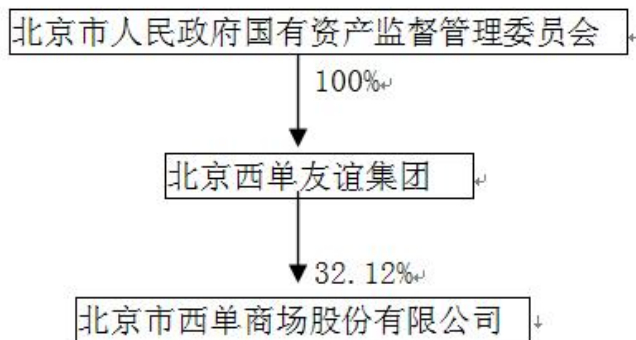 北京市人民政府国有资产监督管理委员会
100%
北京西单友谊集团
32.12%
北京市西单商场股份有限公司